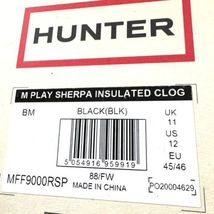 HUNTER
M PLAY SHERPA INSULATED CLOG
BM
BLACK(BLK)
UK
11
US
12
EU
45/46
5 054916 959919
88/FW
MFF9000RSP
MADE IN CHINA
PO20004629